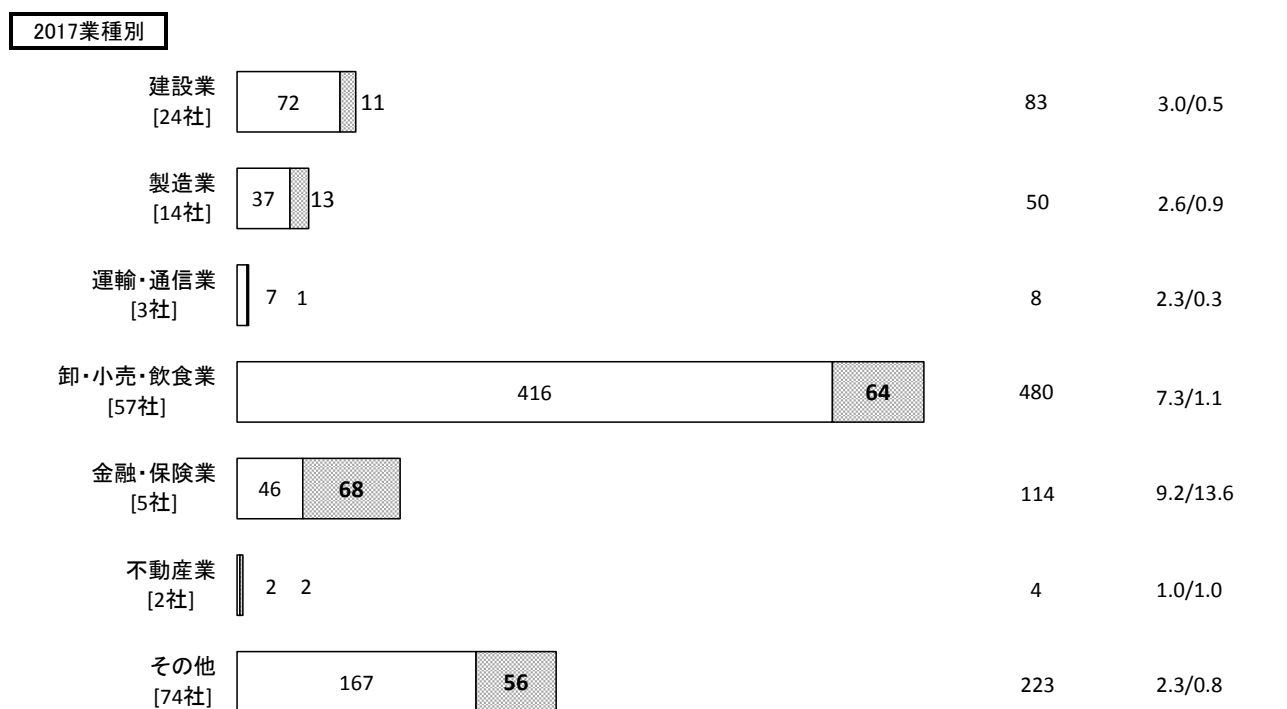 2017業種別
建設業
[24社]
72 11 83 3.0/0.5
製造業
[14社]
37 13 50 2.6/0.9
運輸・通信業
[3社]
7 1 8 2.3/0.3
卸・小売・飲食業
[57社]
416 64 480 7.3/1.1
金融・保険業
[5社]
46 68 114 9.2/13.6
不動産業
[2社]
2 2 4 1.0/1.0
その他
[74社]
167 56 223 2.3/0.8